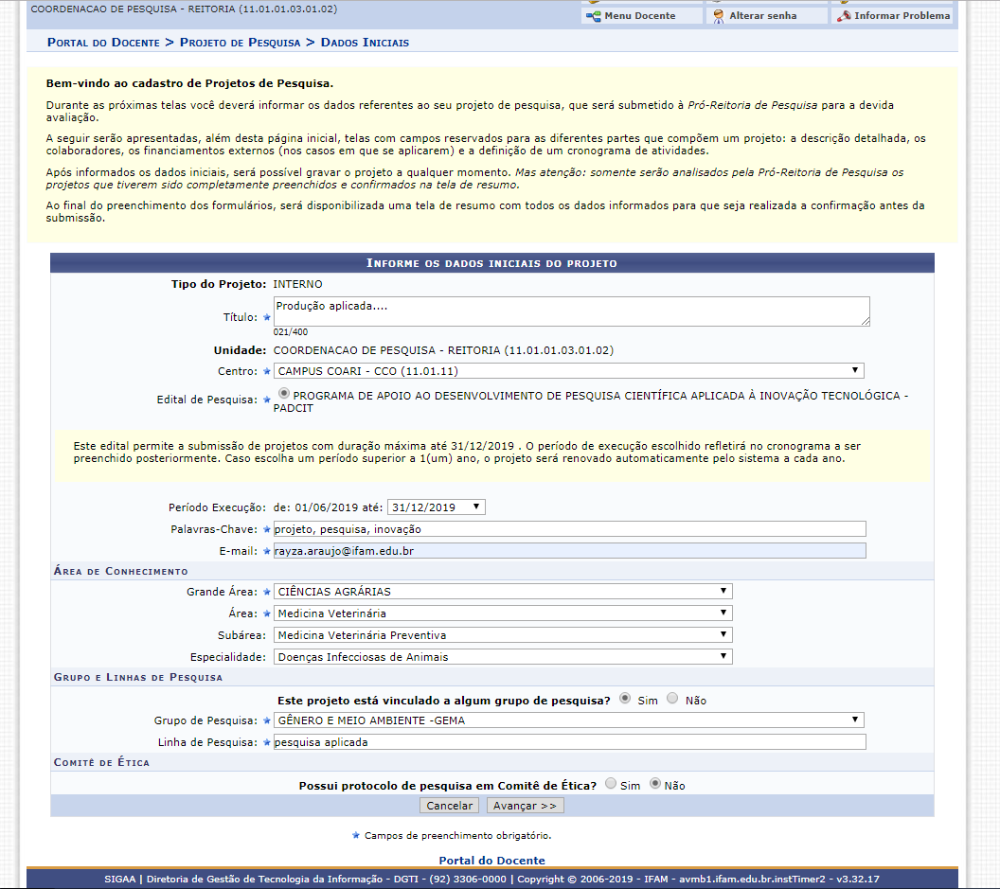 COORDENACAO DE PESQUISA - REITORIA (11.01.01.03.01.02)
Menu Docente
Alterar senha
Informar Problema
Portal do Docente > Projeto de Pesquisa > Dados Iniciais
Bem-vindo ao cadastro de Projetos de Pesquisa.
Durante as próximas telas você deverá informar os dados referentes ao seu projeto de pesquisa, que será submetido à Pró-Reitoria de Pesquisa para a devida
avaliação.
A seguir serão apresentadas, além desta página inicial, telas com campos reservados para as diferentes partes que compõem um projeto: a descrição detalhada, os
colaboradores, os financiamentos externos (nos casos em que se aplicarem) e a definição de um cronograma de atividades.
Após informados os dados iniciais, será possível gravar o projeto a qualquer momento. Mas atenção: somente serão analisados pela Pró-Reitoria de Pesquisa os
projetos que tiverem sido completamente preenchidos e confirmados na tela de resumo.
Ao final do preenchimento dos formulários, será disponibilizada uma tela de resumo com todos os dados informados para que seja realizada a confirmação antes da
submissão.
Informe os dados iniciais do projeto
Tipo do Projeto: INTERNO
Título: Produção aplicada....
021/400
Unidade: COORDENACAO DE PESQUISA - REITORIA (11.01.01.03.01.02)
Centro: CAMPUS COARI - CCO (11.01.11)
Edital de Pesquisa: PROGRAMA DE APOIO AO DESENVOLVIMENTO DE PESQUISA CIENTÍFICA APLICADA À INOVAÇÃO TECNOLÓGICA -
PADCIT
Este edital permite a submissão de projetos com duração máxima até 31/12/2019 . O período de execução escolhido refletirá no cronograma a ser
preenchido posteriormente. Caso escolha um período superior a 1(um) ano, o projeto será renovado automaticamente pelo sistema a cada ano.
Período Execução: de: 01/06/2019 até: 31/12/2019
Palavras-Chave: projeto, pesquisa, inovação
E-mail: rayza.araujo@ifam.edu.br
Área de Conhecimento
Grande Área: CIÊNCIAS AGRÁRIAS
Área: Medicina Veterinária
Subárea: Medicina Veterinária Preventiva
Especialidade: Doenças Infecciosas de Animais
Grupo e Linhas de Pesquisa
Este projeto está vinculado a algum grupo de pesquisa? Sim Não
Grupo de Pesquisa: GÊNERO E MEIO AMBIENTE -GEMA
Linha de Pesquisa: pesquisa aplicada
Comitê de Ética
Possui protocolo de pesquisa em Comitê de Ética? Sim Não
Cancelar Avançar >>
Campos de preenchimento obrigatório.
Portal do Docente
SIGAA | Diretoria de Gestão de Tecnologia da Informação - DGTI - (92) 3306-0000 | Copyright © 2006-2019 - IFAM - avmb1.ifam.edu.br.instTimer2 - v3.32.17